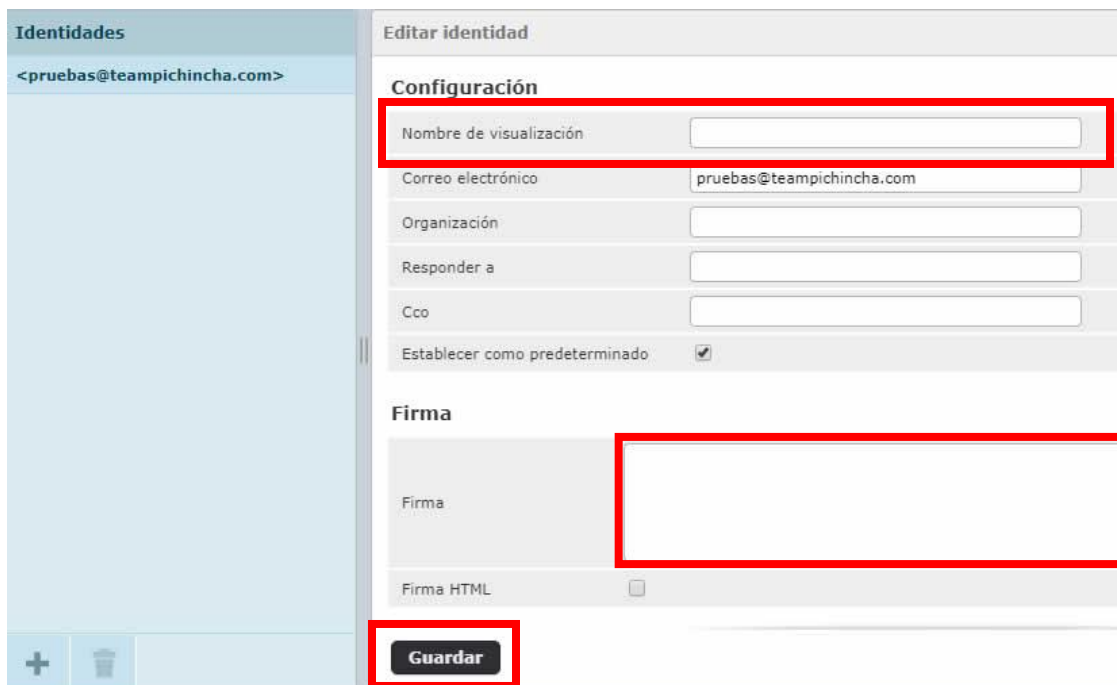 Identidades
<pruebas@teampichincha.com>
Editar identidad
Configuración
Nombre de visualización
Correo electrónico pruebas@teampichincha.com
Organización
Responder a
Cco
Establecer como predeterminado
Firma
Firma
Firma HTML
Guardar